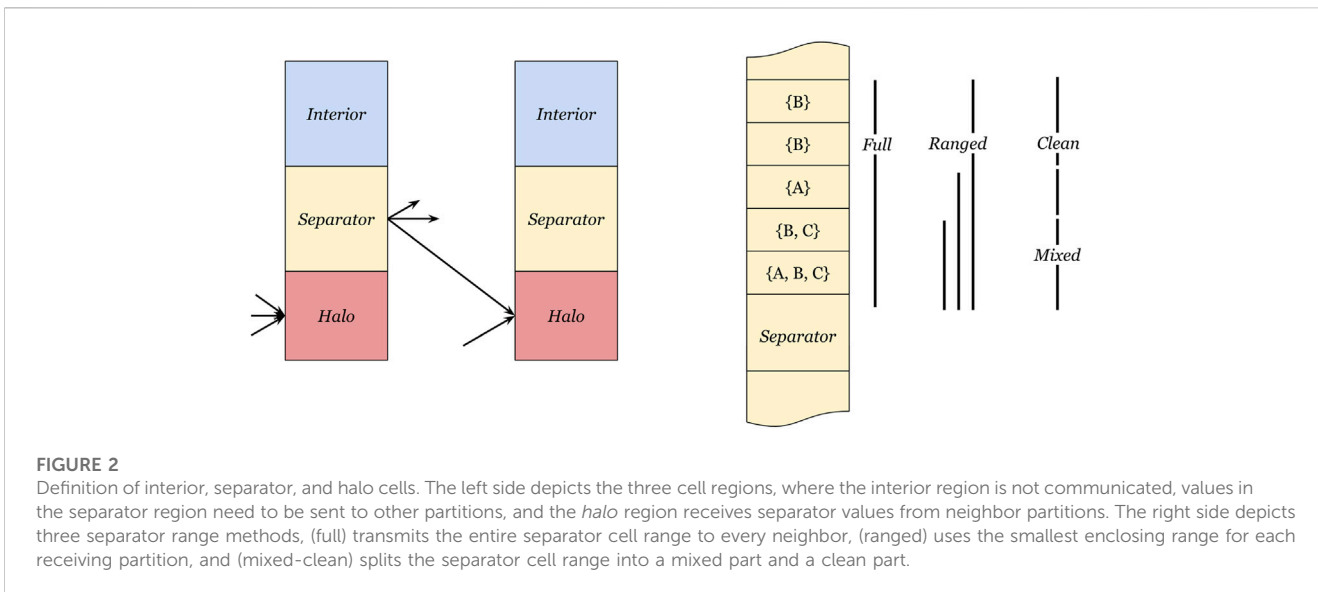 Interior
Separator
Halo
Interior
Separator
Halo
{B}
{B}
{A}
{B, C}
{A, B, C}
Separator
Full
Ranged
Clean
Mixed
FIGURE 2
Definition of interior, separator, and halo cells. The left side depicts the three cell regions, where the interior region is not communicated, values in
the separator region need to be sent to other partitions, and the halo region receives separator values from neighbor partitions. The right side depicts
three separator range methods, (full) transmits the entire separator cell range to every neighbor, (ranged) uses the smallest enclosing range for each
receiving partition, and (mixed-clean) splits the separator cell range into a mixed part and a clean part.